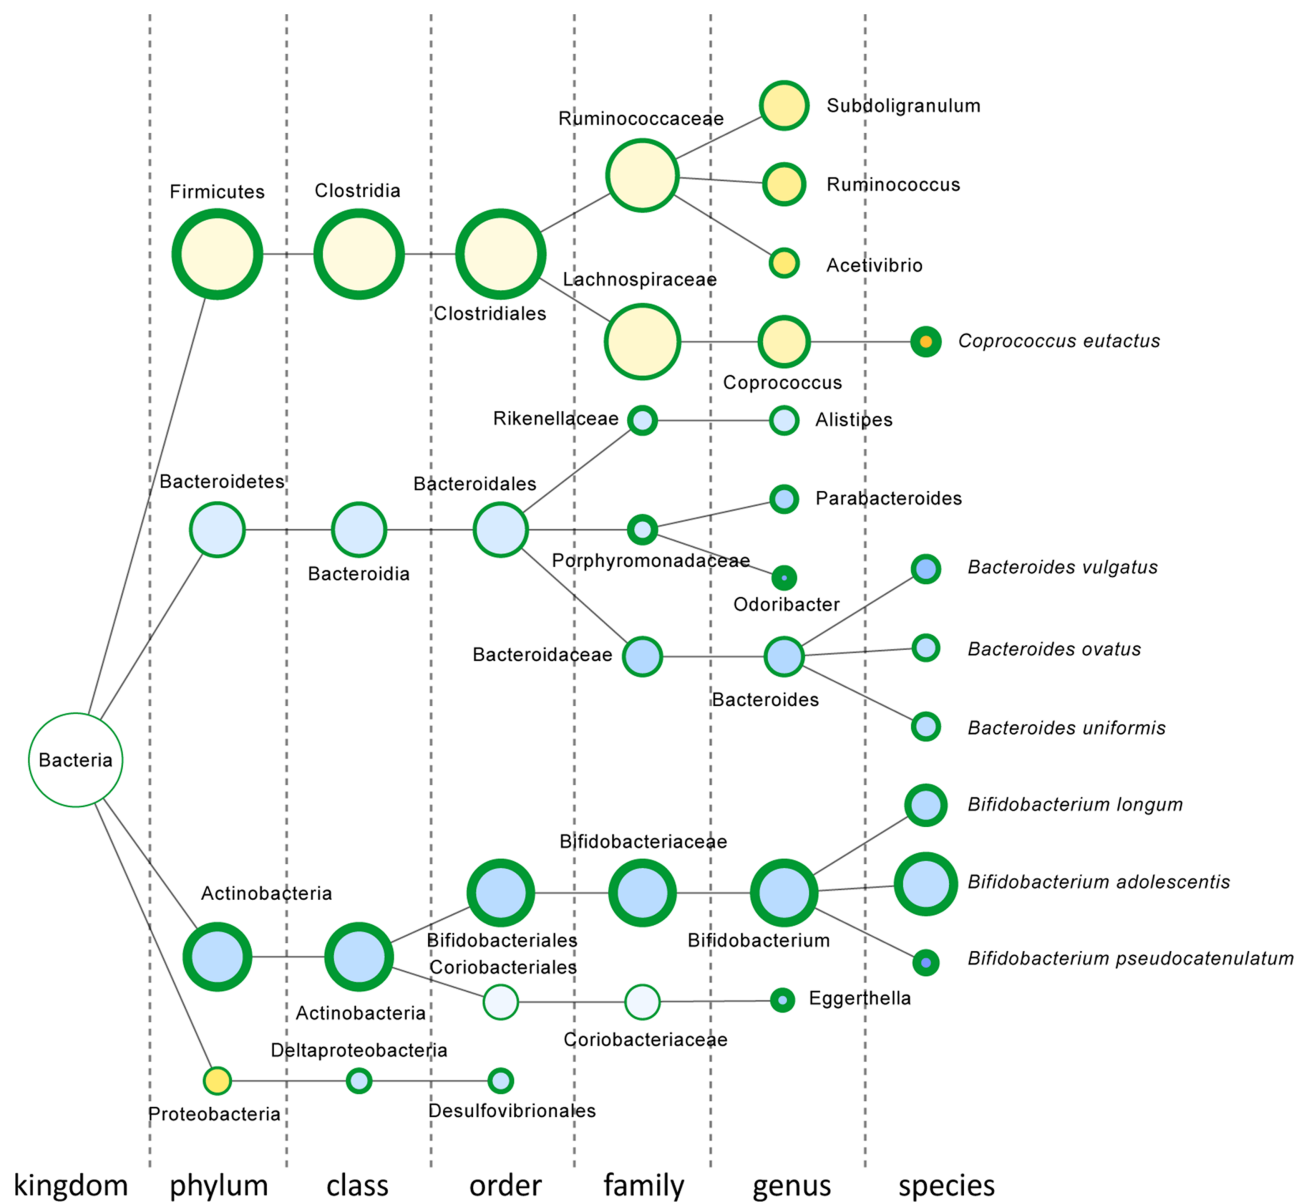 Subdoligranulum
Ruminococcaceae
Ruminococcus
Firmicutes
Clostridia
Acetivibrio
Lachnospiraceae
Clostridiales
Coprococcus eutactus
Coprococcus
Rikenellaceae
Alistipes
Bacteroidetes
Bacteroidales
Parabacteroides
Porphyromonadaceae
Bacteroides vulgatus
Bacteroidia
Odoribacter
Bacteroides ovatus
Bacteroidaceae
Bacteroides
Bacteroides uniformis
Bacteria
Bifidobacterium longum
Bifidobacteriaceae
Bifidobacterium adolescentis
Actinobacteria
Bifidobacteriales
Bifidobacterium
Bifidobacterium pseudocatenulatum
Coriobacteriales
Eggerthella
Actinobacteria
Coriobacteriaceae
Deltaproteobacteria
Proteobacteria
Desulfovibrionales
kingdom phylum class order family genus species